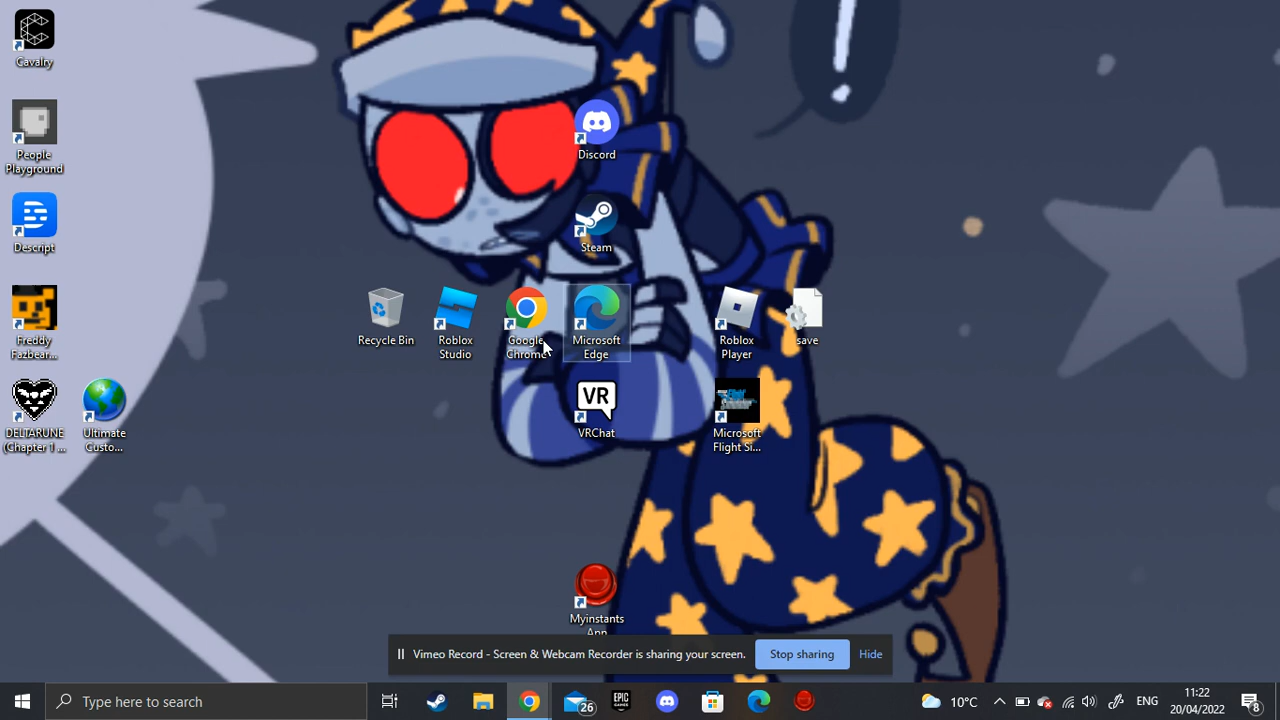 Cavalry
People
Playground
Descript
Freddy
Fazbear...
DELTARUNE
(Chapter 1 ...
Ultimate
Custo...
!
Discord
Steam
Recycle Bin
Roblox
Studio
Google
Chrome
Microsoft
Edge
Roblox
Player
save
VR
VRChat
Microsoft
Flight Si...
Myinstants
App
Vimeo Record - Screen & Webcam Recorder is sharing your screen.
Stop sharing
Hide
Type here to search
EPIC
GAMES
26
10°C
ENG
11:22
20/04/2022
8